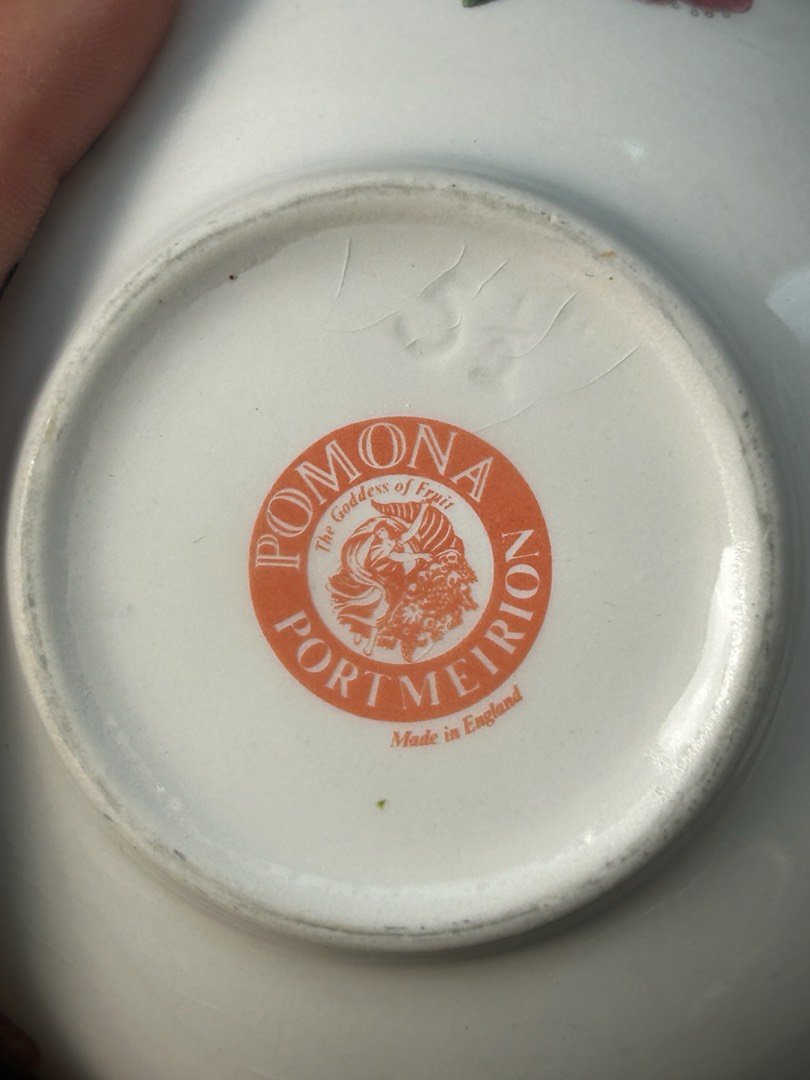 POMONA
The Goddess of Fruit
PORTMEIRION
Made in England